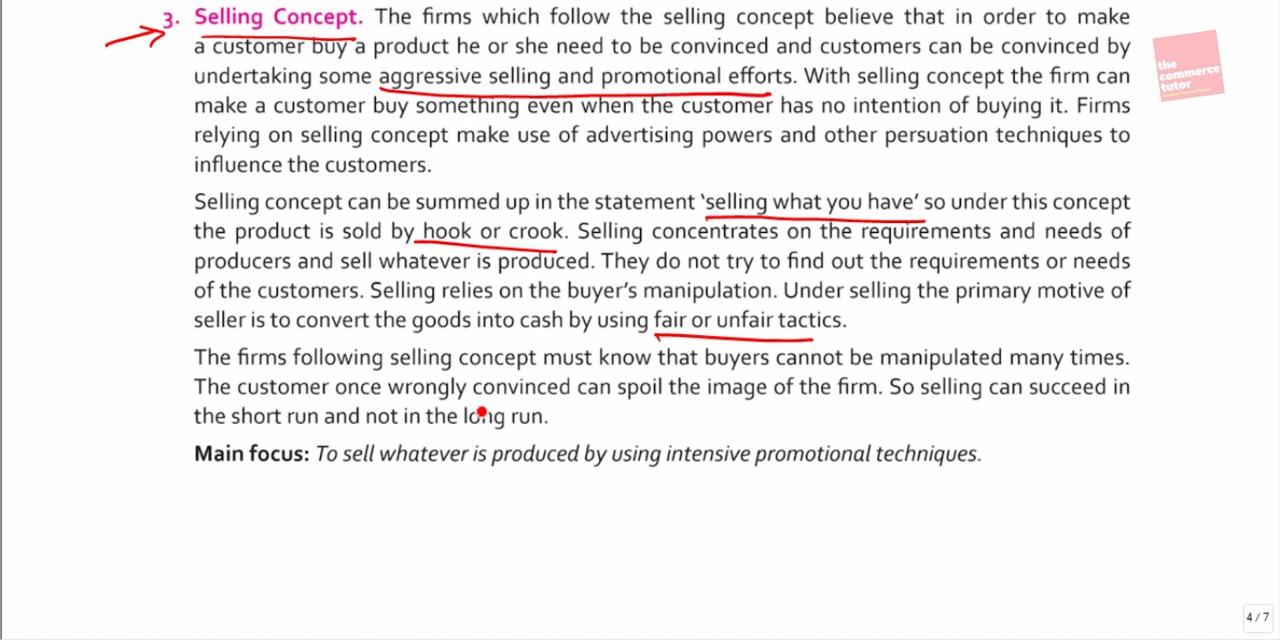 3. Selling Concept. The firms which follow the selling concept believe that in order to make
a customer buy a product he or she need to be convinced and customers can be convinced by
undertaking some aggressive selling and promotional efforts. With selling concept the firm can
make a customer buy something even when the customer has no intention of buying it. Firms
relying on selling concept make use of advertising powers and other persuation techniques to
influence the customers.
Selling concept can be summed up in the statement ‘selling what you have’ so under this concept
the product is sold by hook or crook. Selling concentrates on the requirements and needs of
producers and sell whatever is produced. They do not try to find out the requirements or needs
of the customers. Selling relies on the buyer’s manipulation. Under selling the primary motive of
seller is to convert the goods into cash by using fair or unfair tactics.
The firms following selling concept must know that buyers cannot be manipulated many times.
The customer once wrongly convinced can spoil the image of the firm. So selling can succeed in
the short run and not in the long run.
Main focus: To sell whatever is produced by using intensive promotional techniques.
the
commerce
tutor
4 / 7